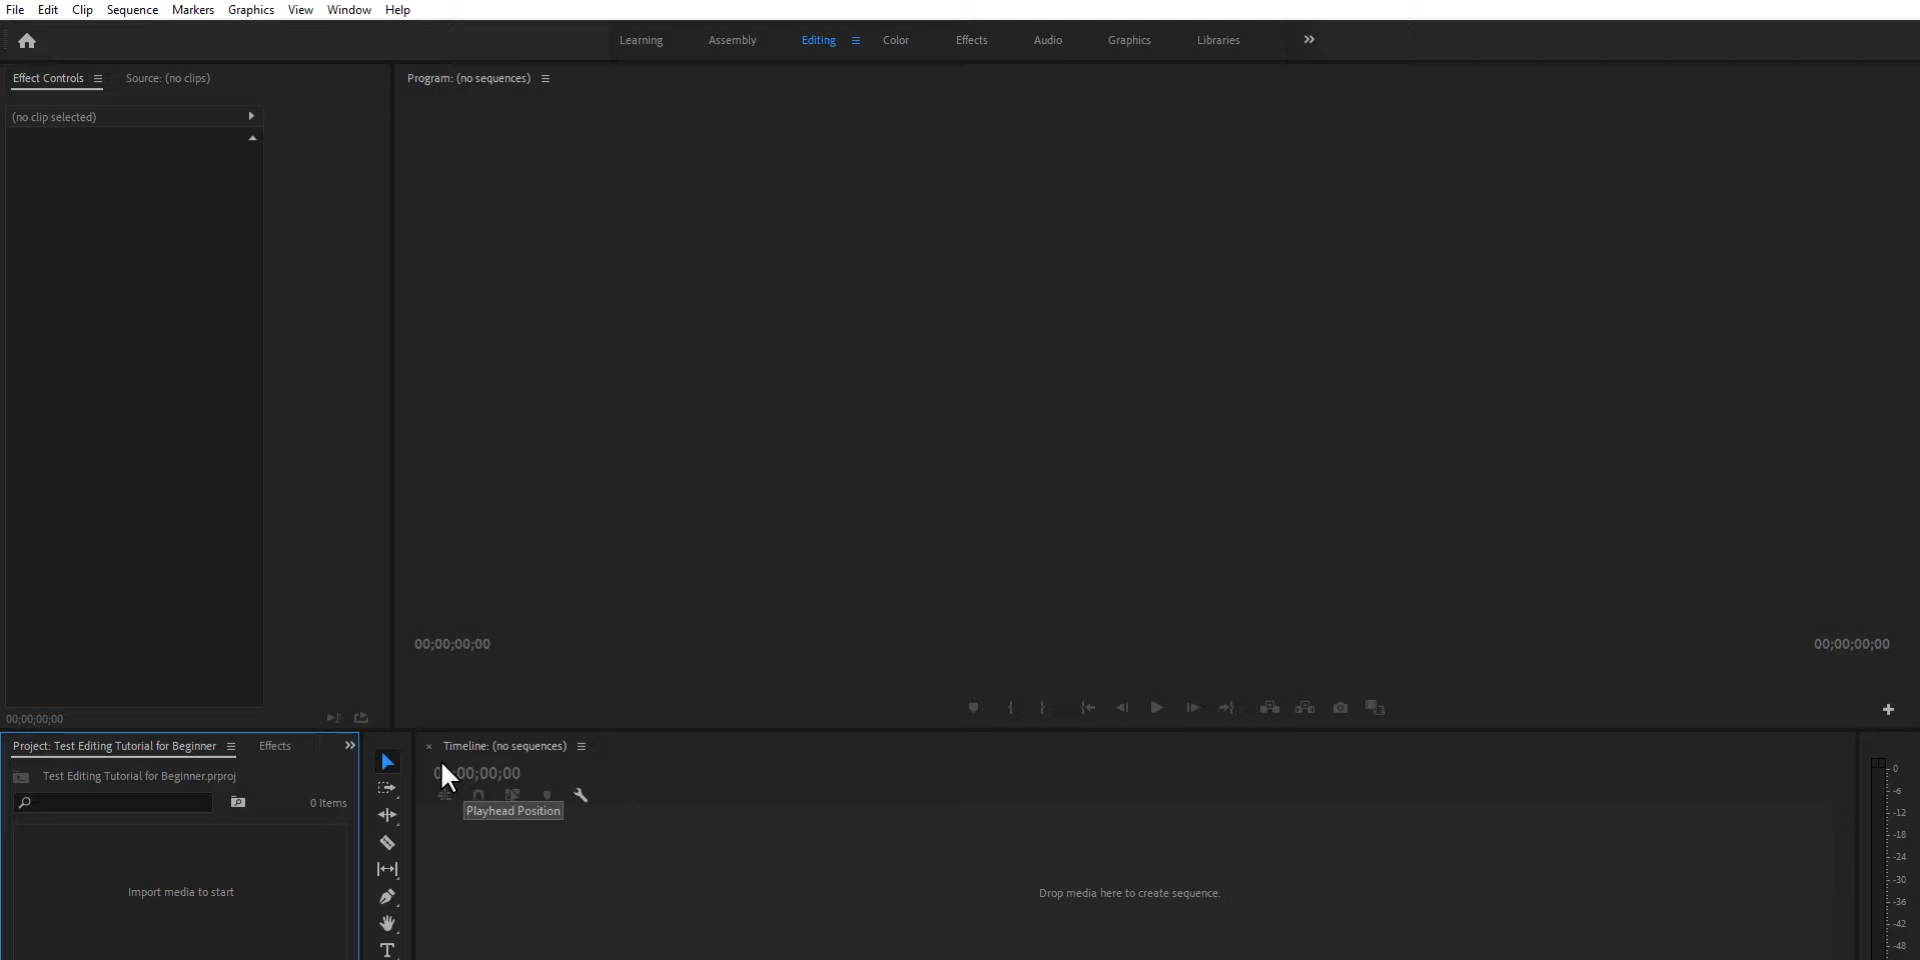 File Edit Clip Sequence Markers Graphics View Window Help
Learning Assembly Editing Color Effects Audio Graphics Libraries
Effect Controls Source: (no clips) Program: (no sequences)
(no clip selected)
00;00;00;00 00;00;00;00
00;00;00;00
Project: Test Editing Tutorial for Beginner Effects Timeline: (no sequences)
Test Editing Tutorial for Beginner.prproj
00;00;00
0 Items
Playhead Position
Import media to start
Drop media here to create sequence.
0
-6
-12
-18
-24
-30
-36
-42
-48